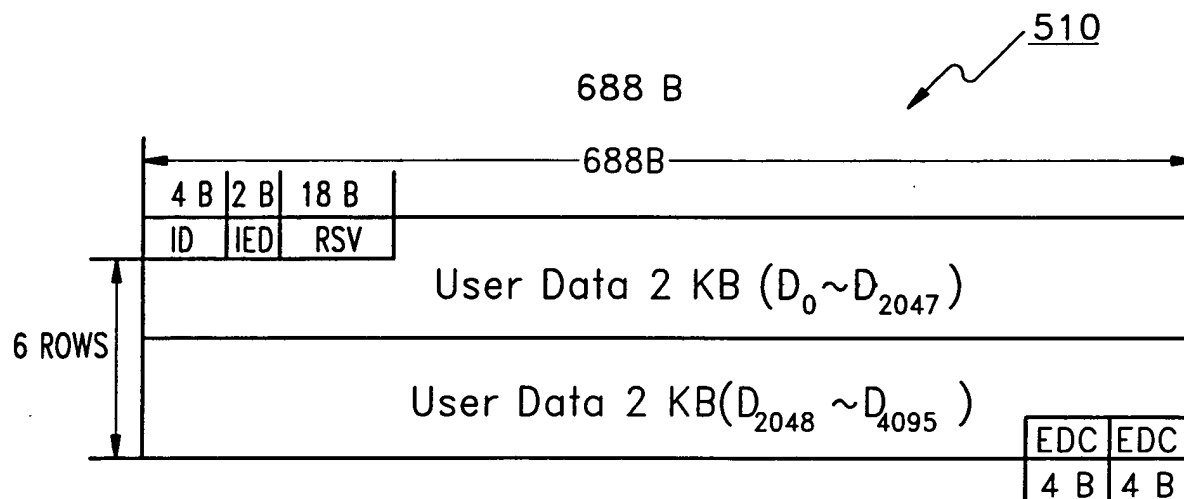 510
688 B
688B
4 B 2 B 18 B
ID IED RSV
User Data 2 KB (D0~D2047)
6 ROWS
User Data 2 KB(D2048 ~D4095 )
EDC EDC
4 B 4 B